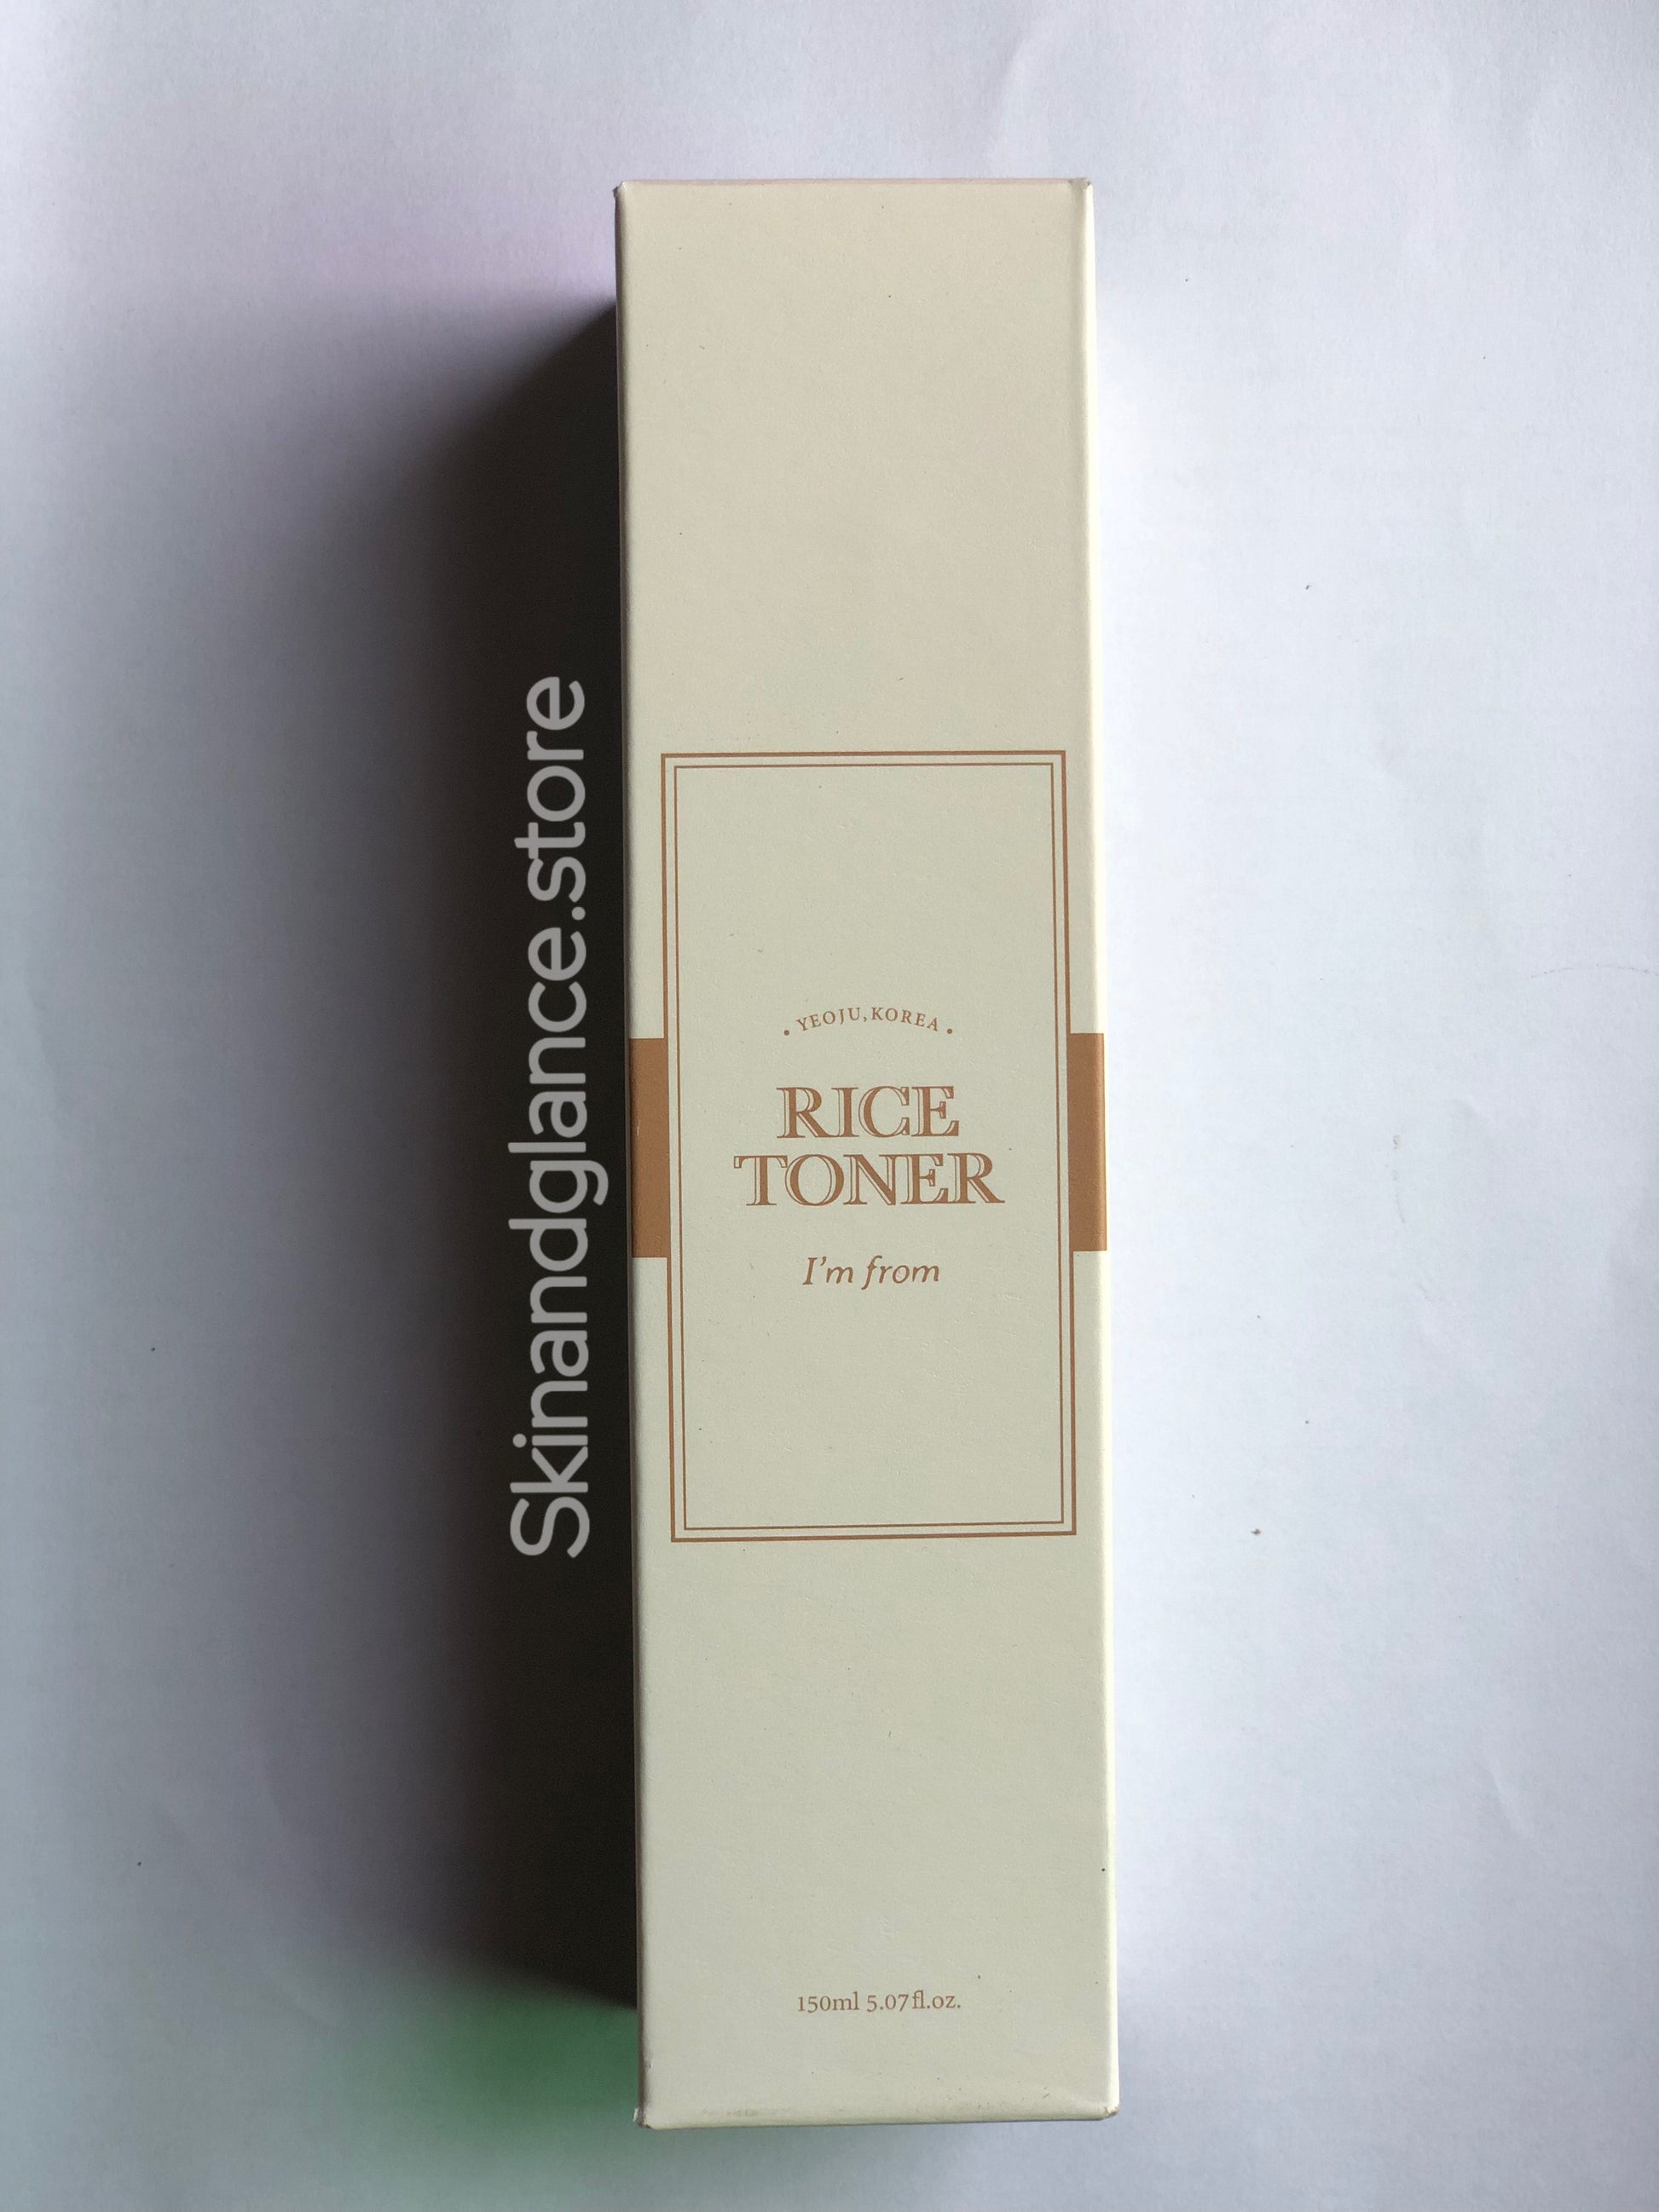 Skinandglance.store
• YEOJU,KOREA •
RICE
TONER
I'm from
150ml 5.07fl.oz.